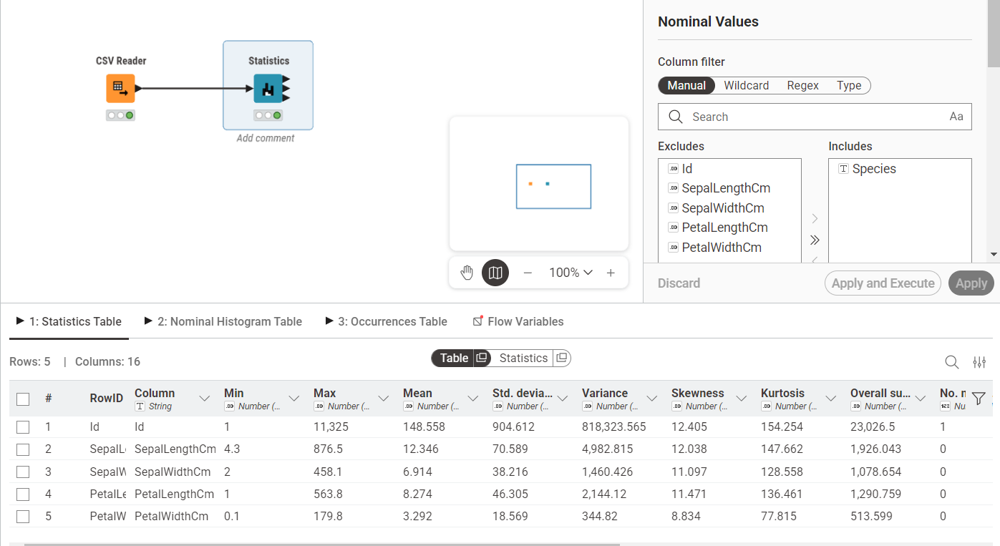 CSV Reader
Statistics
Add comment
100%
Nominal Values
Column filter
Manual Wildcard Regex Type
Search Aa
Excludes Includes
Id Species
SepalLengthCm
SepalWidthCm
PetalLengthCm
PetalWidthCm
Discard Apply and Execute Apply
1: Statistics Table 2: Nominal Histogram Table 3: Occurrences Table Flow Variables
Rows: 5 | Columns: 16 Table Statistics
# RowID Column Min Max Mean Std. devia... Variance Skewness Kurtosis Overall su... No. n
T String Number (... Number (... Number (... Number (... Number (... Number (... Number (... Number (... Nu
1 Id Id 1 11,325 148.558 904.612 818,323.565 12.405 154.254 23,026.5 1
2 SepalL SepalLengthCm 4.3 876.5 12.346 70.589 4,982.815 12.038 147.662 1,926.043 0
3 SepalW SepalWidthCm 2 458.1 6.914 38.216 1,460.426 11.097 128.558 1,078.654 0
4 PetalLe PetalLengthCm 1 563.8 8.274 46.305 2,144.12 11.471 136.461 1,290.759 0
5 PetalW PetalWidthCm 0.1 179.8 3.292 18.569 344.82 8.834 77.815 513.599 0